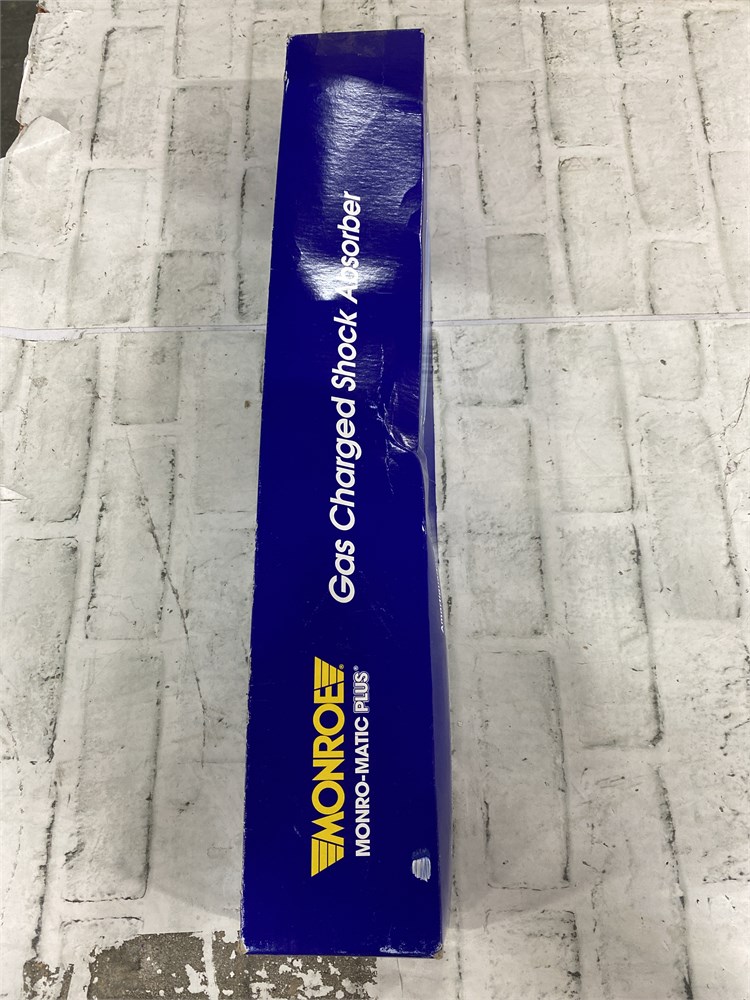 MONROE®
MONRO-MATIC PLUS®
Gas Charged Shock Absorber